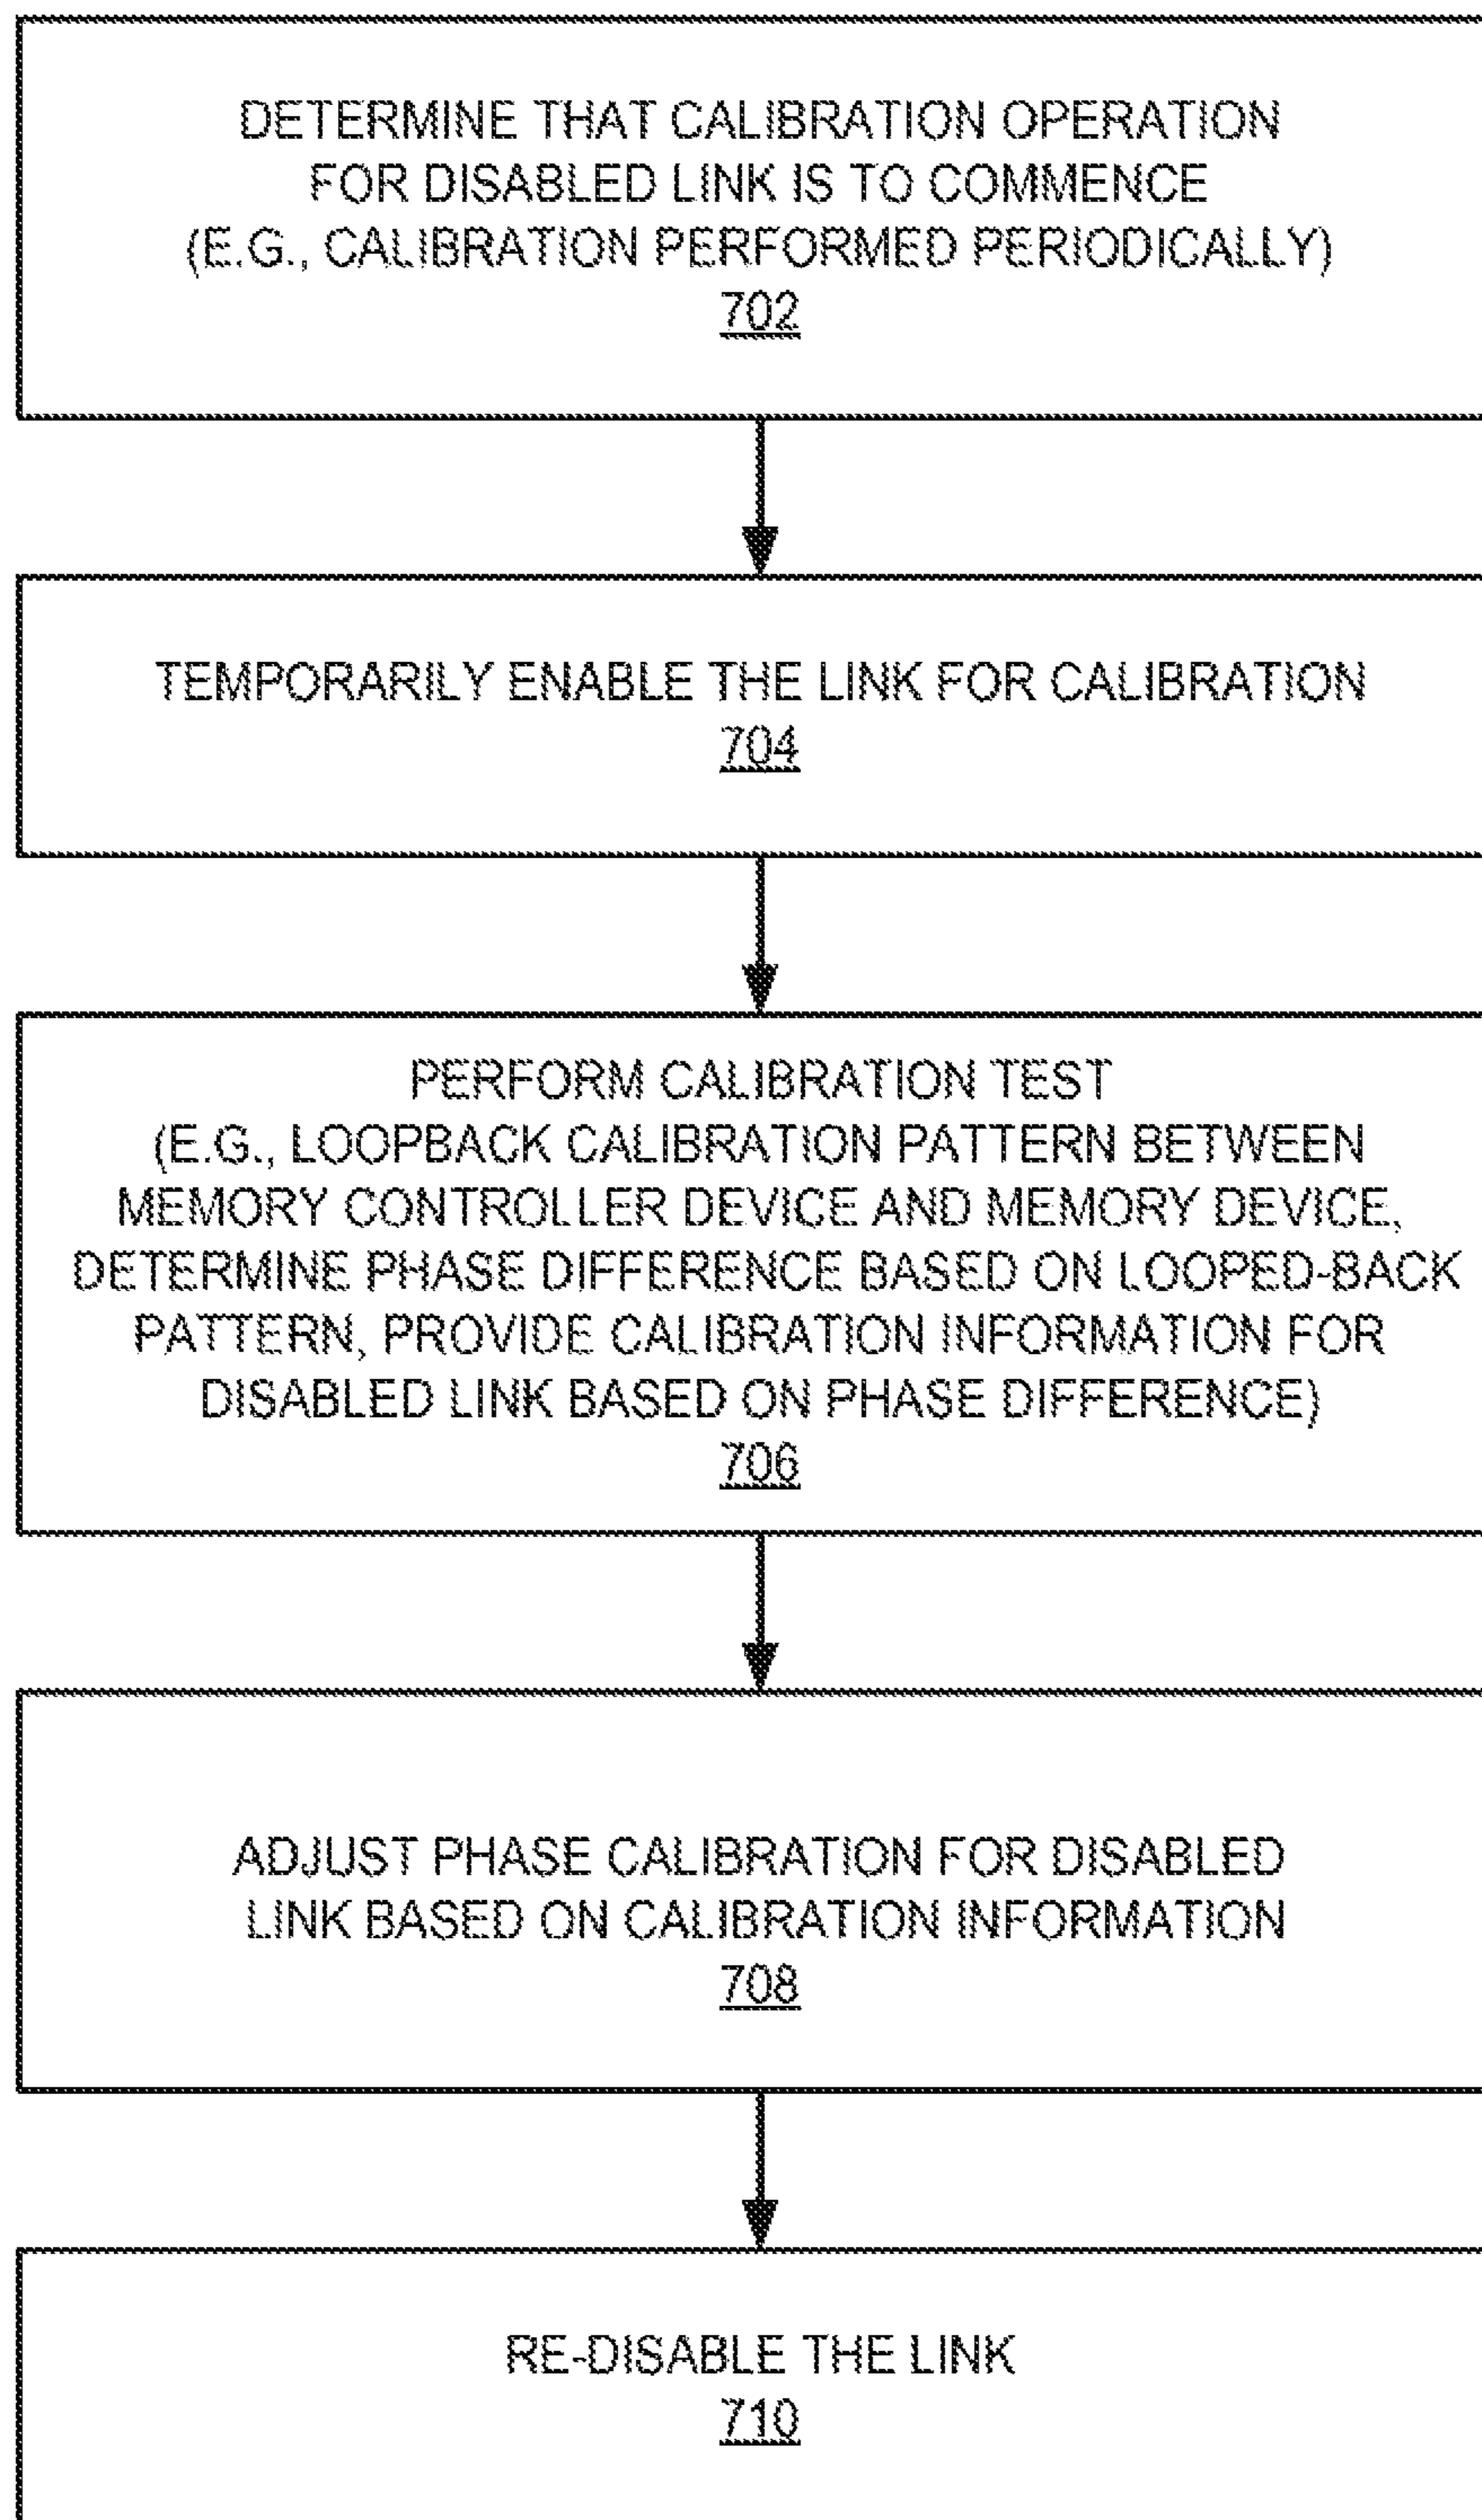 DETERMINE THAT CALIBRATION OPERATION
FOR DISABLED LINK IS TO COMMENCE
(E.G., CALIBRATION PERFORMED PERIODICALLY)
702
TEMPORARILY ENABLE THE LINK FOR CALIBRATION
704
PERFORM CALIBRATION TEST
(E.G., LOOPBACK CALIBRATION PATTERN BETWEEN
MEMORY CONTROLLER DEVICE AND MEMORY DEVICE,
DETERMINE PHASE DIFFERENCE BASED ON LOOPED-BACK
PATTERN, PROVIDE CALIBRATION INFORMATION FOR
DISABLED LINK BASED ON PHASE DIFFERENCE)
706
ADJUST PHASE CALIBRATION FOR DISABLED
LINK BASED ON CALIBRATION INFORMATION
708
RE-DISABLE THE LINK
710